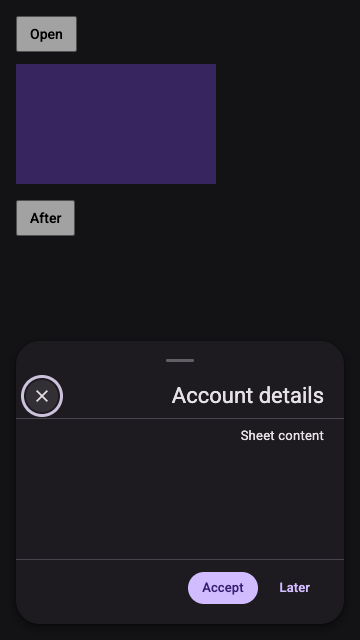 Open
After
Account details
Sheet content
Accept
Later